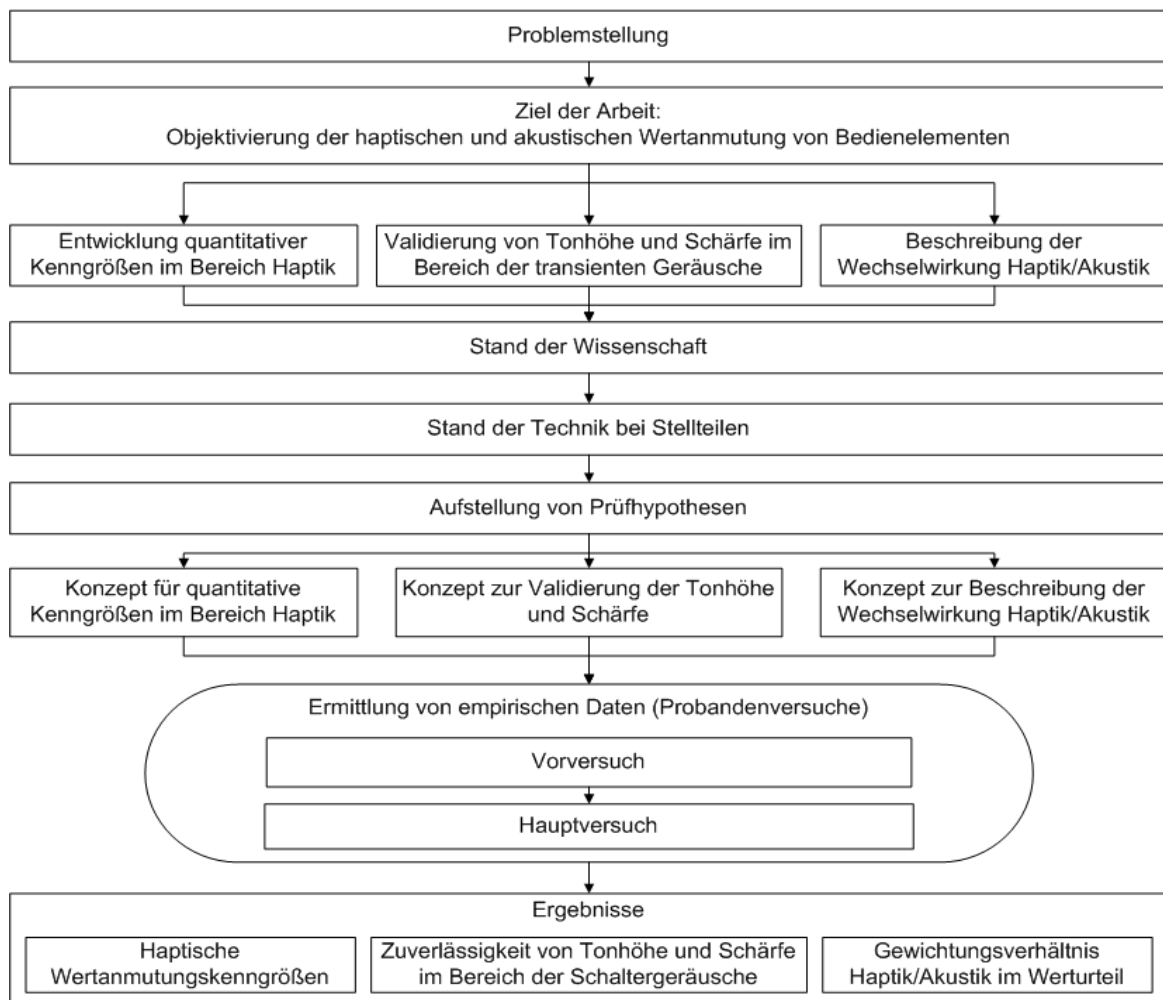 Problemstellung
Ziel der Arbeit:
Objektivierung der haptischen und akustischen Wertanmutung von Bedienelementen
Entwicklung quantitativer
Kenngrößen im Bereich Haptik
Validierung von Tonhöhe und Schärfe im
Bereich der transienten Geräusche
Beschreibung der
Wechselwirkung Haptik/Akustik
Stand der Wissenschaft
Stand der Technik bei Stellteilen
Aufstellung von Prüfhypothesen
Konzept für quantitative
Kenngrößen im Bereich Haptik
Konzept zur Validierung der Tonhöhe
und Schärfe
Konzept zur Beschreibung der
Wechselwirkung Haptik/Akustik
Ermittlung von empirischen Daten (Probandenversuche)
Vorversuch
Hauptversuch
Ergebnisse
Haptische
Wertanmutungskenngrößen
Zuverlässigkeit von Tonhöhe und Schärfe
im Bereich der Schaltergeräusche
Gewichtungsverhältnis
Haptik/Akustik im Werturteil